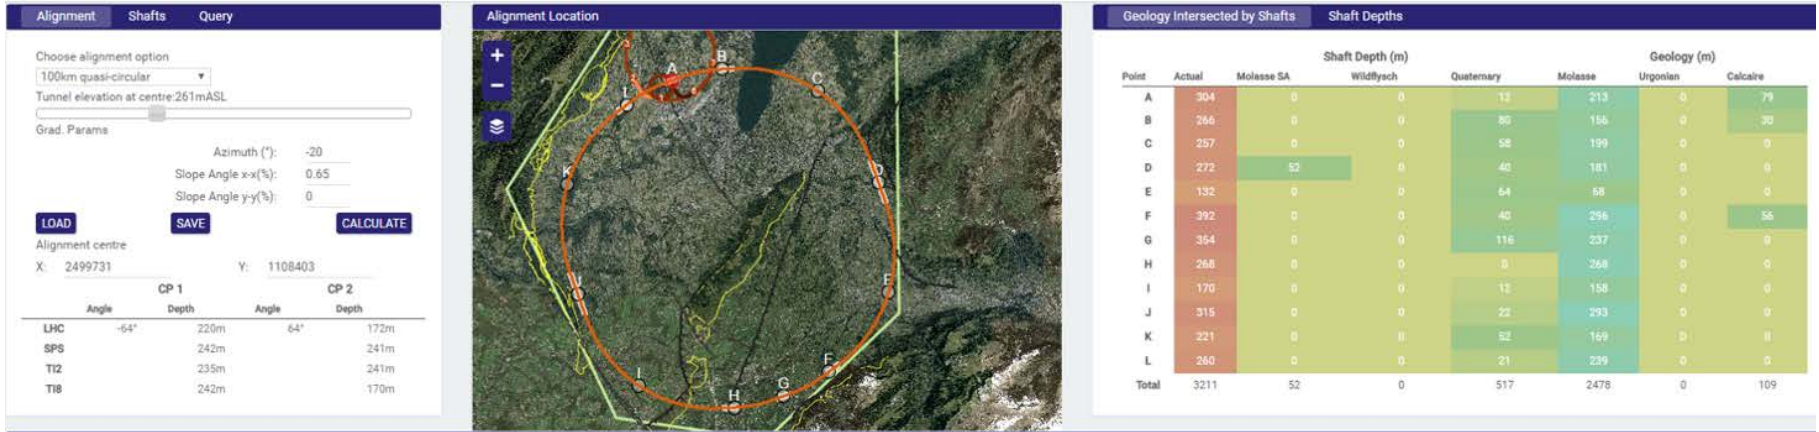 Alignment Shafts Query
Choose alignment option
100km quasi-circular
Tunnel elevation at centre:261mASL
Grad. Params
Azimuth (°): -20
Slope Angle x-x(%): 0.65
Slope Angle y-y(%): 0
LOAD SAVE CALCULATE
Alignment centre
X: 2499731 Y: 1108403
CP 1 CP 2
Angle Depth Angle Depth
LHC -64° 220m 64° 172m
SPS 242m 241m
TI2 235m 241m
TI8 242m 170m
Alignment Location
A
B
C
D
E
F
G
H
I
J
K
L
Geology Intersected by Shafts Shaft Depths
Shaft Depth (m) Geology (m)
Point Actual Molasse SA Wildflysch Quaternary Molasse Urgonian Calcaire
A 304 0 0 12 213 0 79
B 266 0 0 80 156 0 30
C 257 0 0 58 199 0 0
D 272 52 0 40 181 0 0
E 132 0 0 64 68 0 0
F 392 0 0 40 296 0 56
G 354 0 0 116 237 0 0
H 268 0 0 0 268 0 0
I 170 0 0 12 158 0 0
J 315 0 0 22 293 0 0
K 221 0 0 52 169 0 0
L 260 0 0 21 239 0 0
Total 3211 52 0 517 2478 0 109